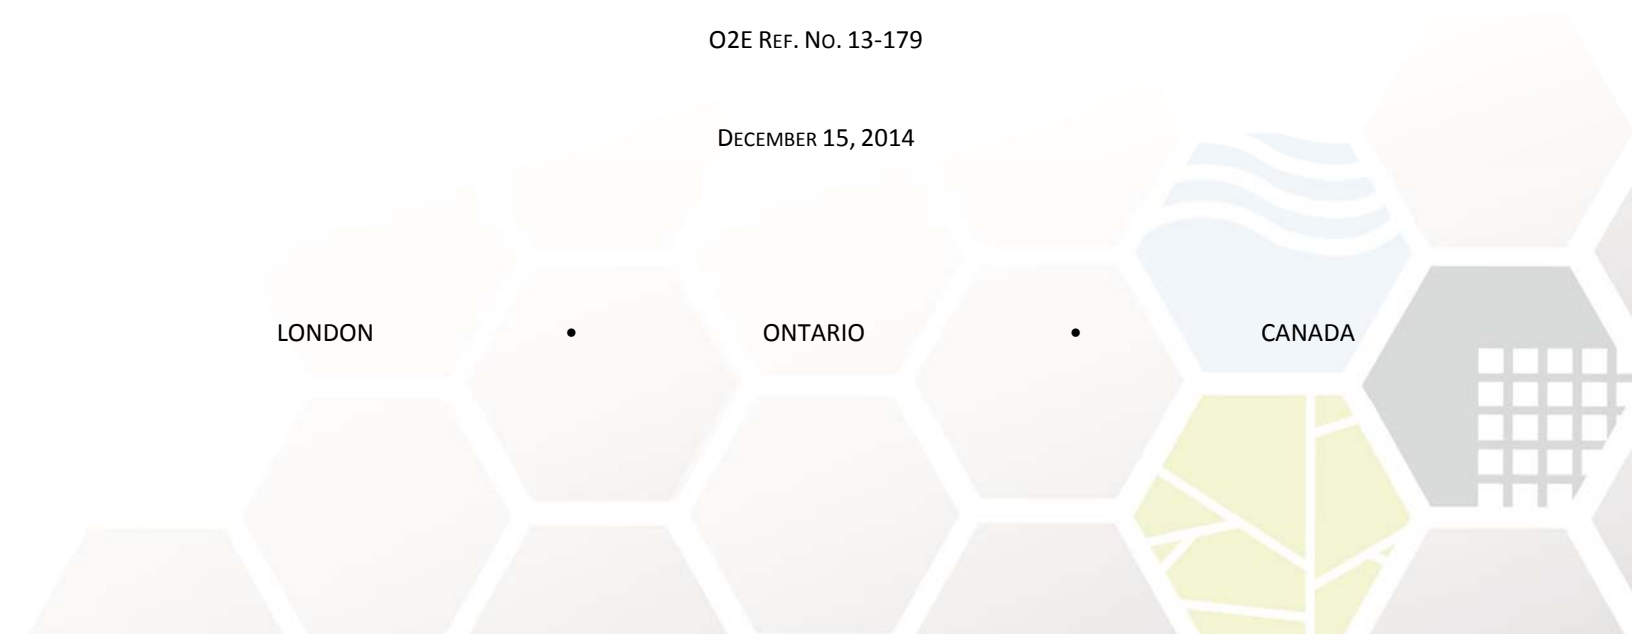 O2E REF. NO. 13-179
DECEMBER 15, 2014
LONDON • ONTARIO • CANADA